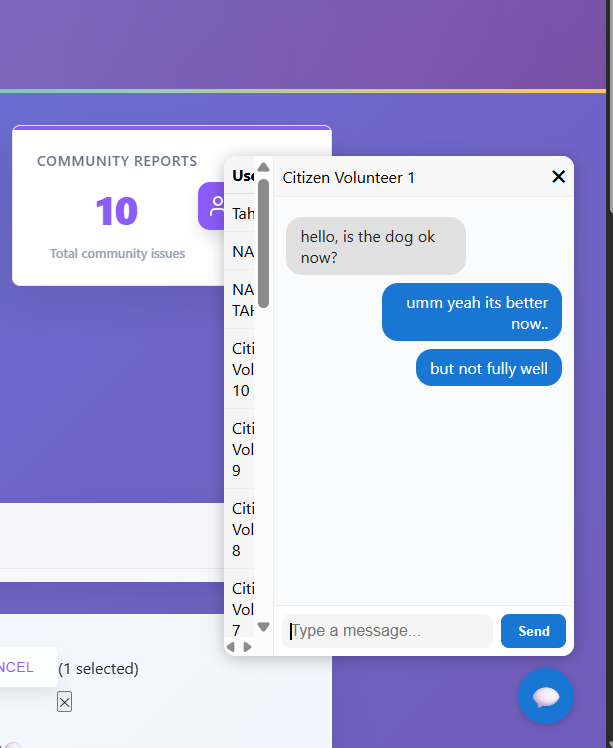 COMMUNITY REPORTS
10
Total community issues
Citizen Volunteer 1
×
Tah
NA
NA
TAH
Citi
Vol
10
Citi
Vol
9
Citi
Vol
8
Citi
Vol
7
hello, is the dog ok
now?
umm yeah its better
now..
but not fully well
Type a message...
Send
NCEL
(1 selected)